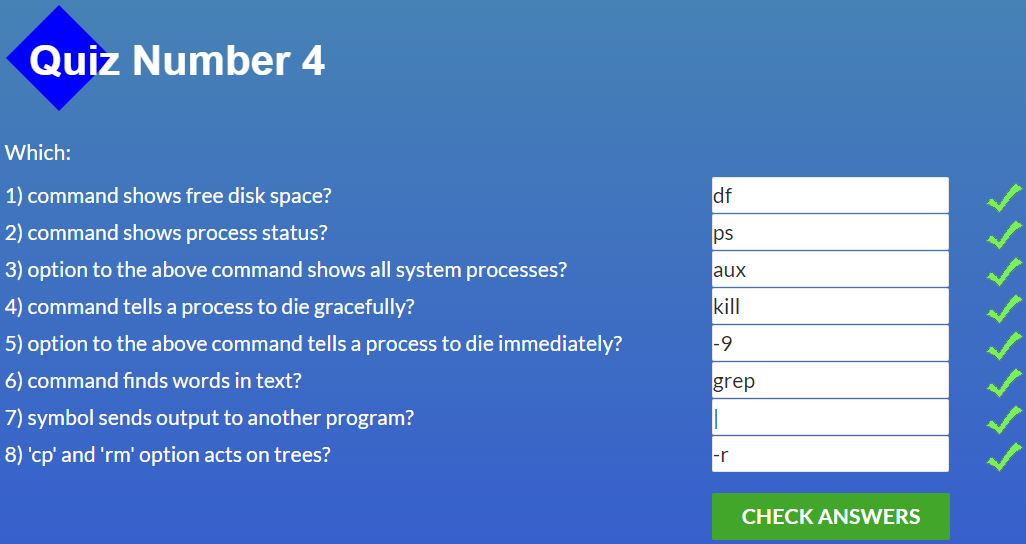 Quiz Number 4
Which:
1) command shows free disk space? df
2) command shows process status? ps
3) option to the above command shows all system processes? aux
4) command tells a process to die gracefully? kill
5) option to the above command tells a process to die immediately? -9
6) command finds words in text? grep
7) symbol sends output to another program? |
8) 'cp' and 'rm' option acts on trees? -r
CHECK ANSWERS